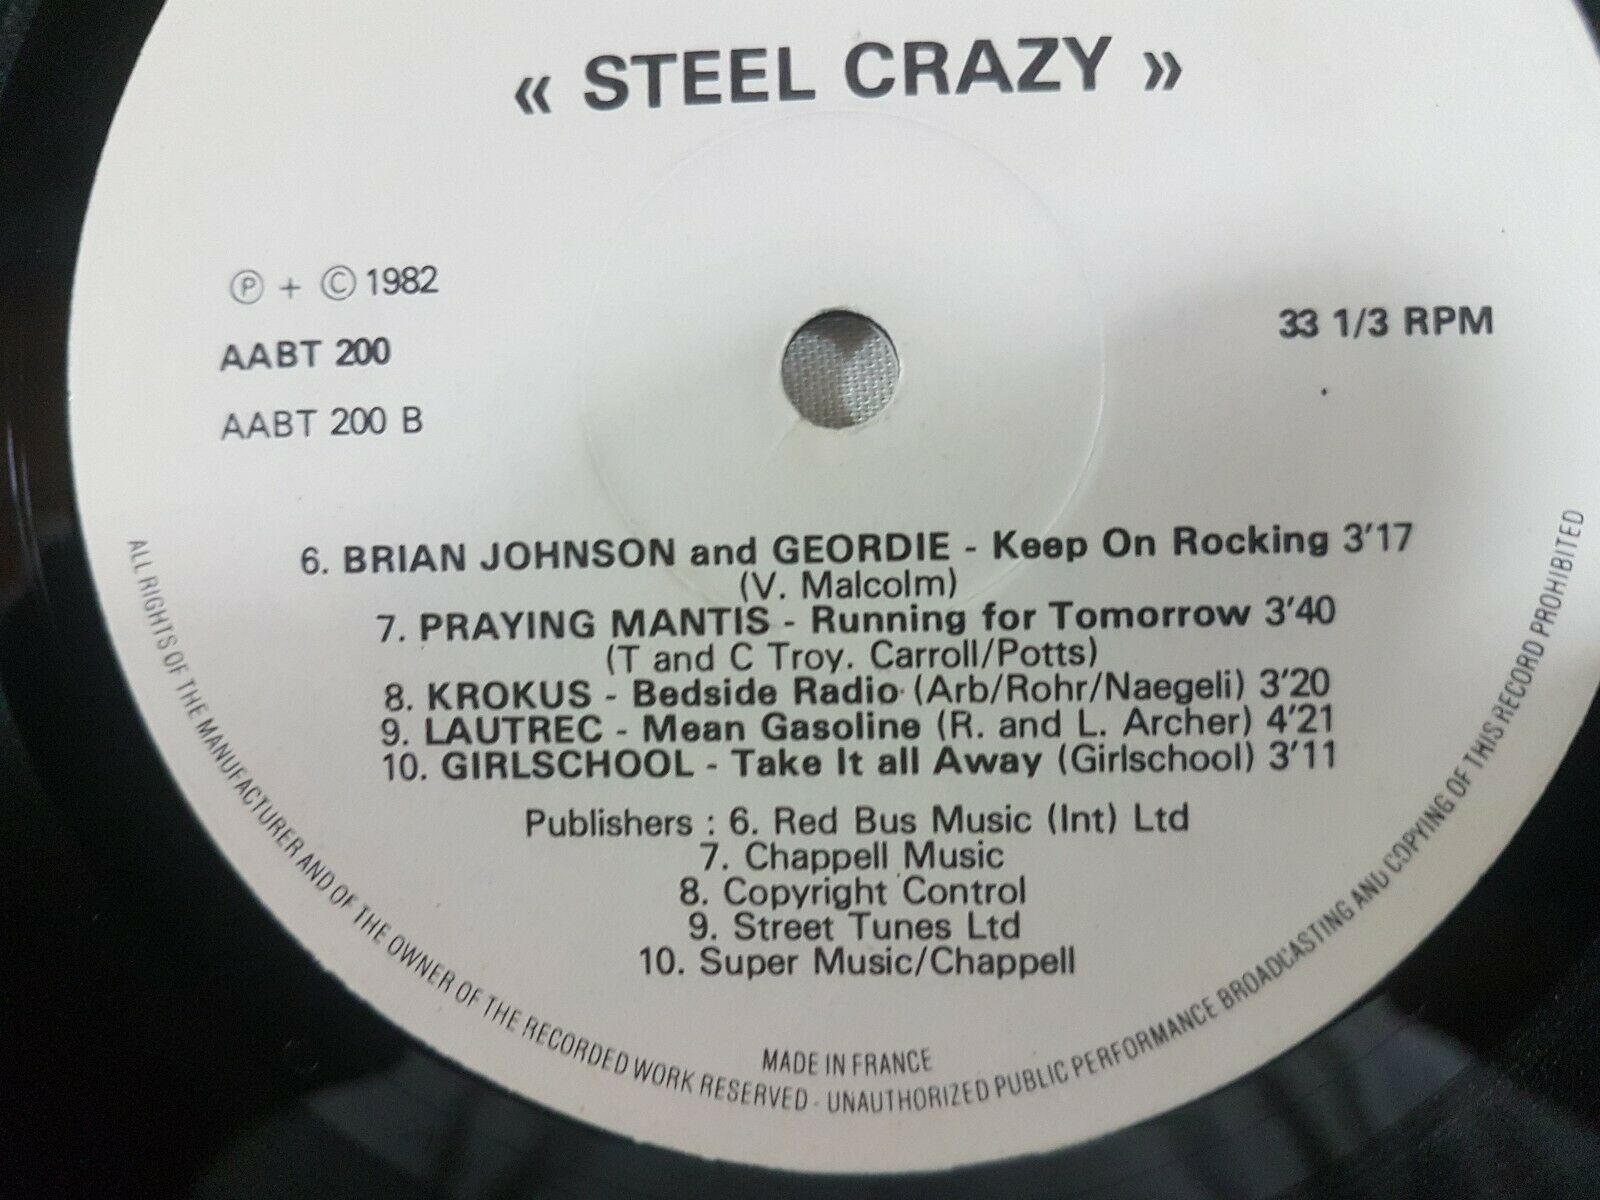 « STEEL CRAZY »
Ⓟ + Ⓒ 1982
AABT 200
AABT 200 B
33 1/3 RPM
6. BRIAN JOHNSON and GEORDIE - Keep On Rocking 3'17
(V. Malcolm)
7. PRAYING MANTIS - Running for Tomorrow 3'40
(T and C Troy. Carroll/Potts)
8. KROKUS - Bedside Radio (Arb/Rohr/Naegeli) 3'20
9. LAUTREC - Mean Gasoline (R. and L. Archer) 4'21
10. GIRLSCHOOL - Take It all Away (Girlschool) 3'11
Publishers : 6. Red Bus Music (Int) Ltd
7. Chappell Music
8. Copyright Control
9. Street Tunes Ltd
10. Super Music/Chappell
MADE IN FRANCE
ALL RIGHTS OF THE MANUFACTURER AND OF THE OWNER OF THE RECORDED WORK RESERVED - UNAUTHORIZED PUBLIC PERFORMANCE BROADCASTING AND COPYING OF THIS RECORD PROHIBITED